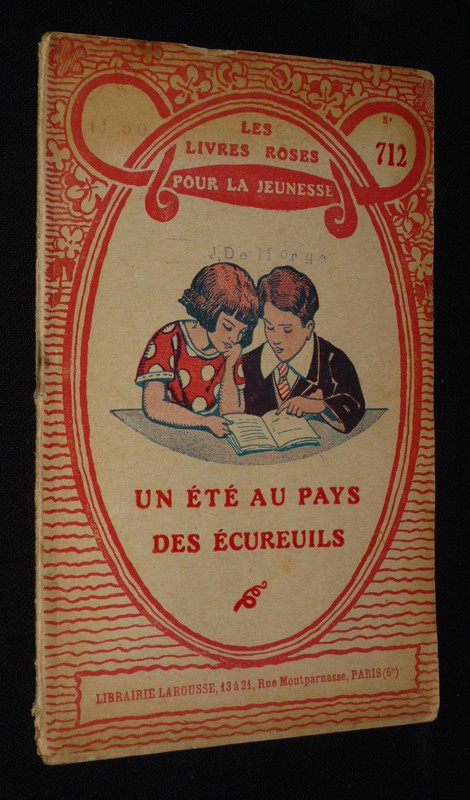 LES
LIVRES ROSES
POUR LA JEUNESSE
N°
712
J. Delforge
UN ÉTÉ AU PAYS
DES ÉCUREUILS
LIBRAIRIE LAROUSSE, 13 à 21, Rue Montparnasse, PARIS (6e)